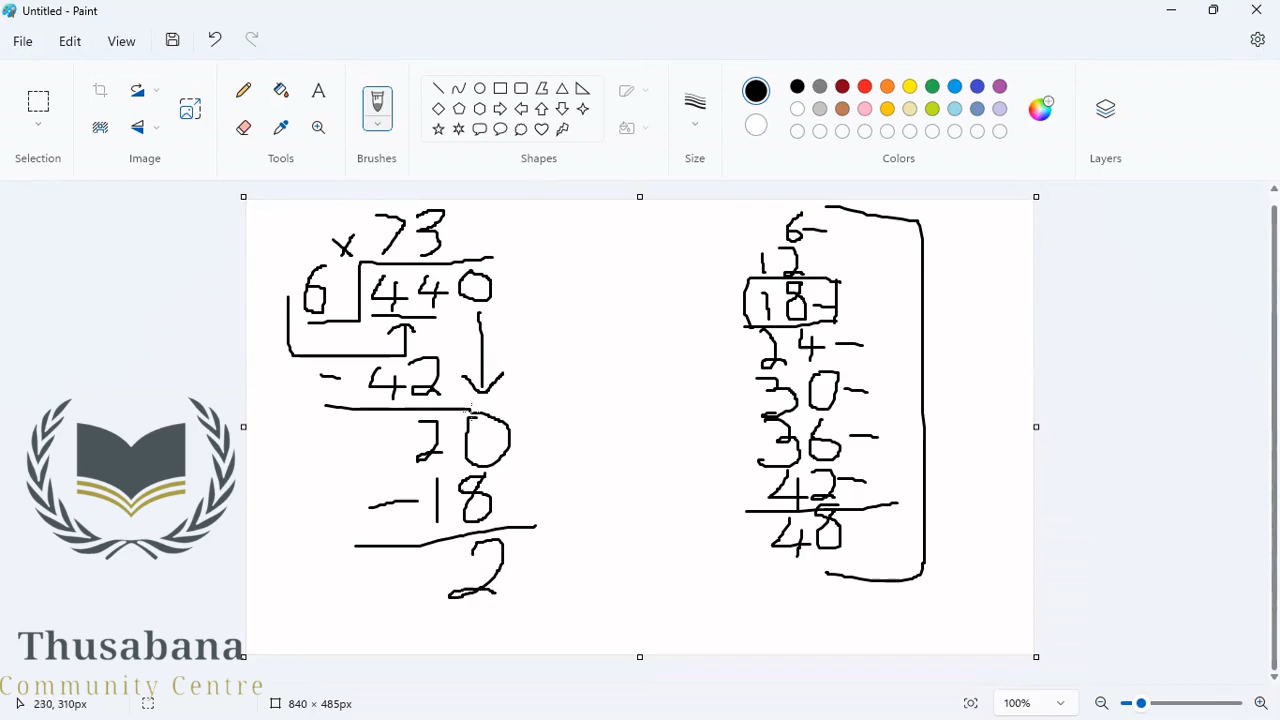 Untitled - Paint
File Edit View
Selection Image Tools Brushes Shapes Size Colors Layers
x 73
6 440
- 42
20
- 18
2
6-
12
18-
24-
30-
36-
42-
48
Thusabana
Community Centre
230, 310px 840 × 485px 100%